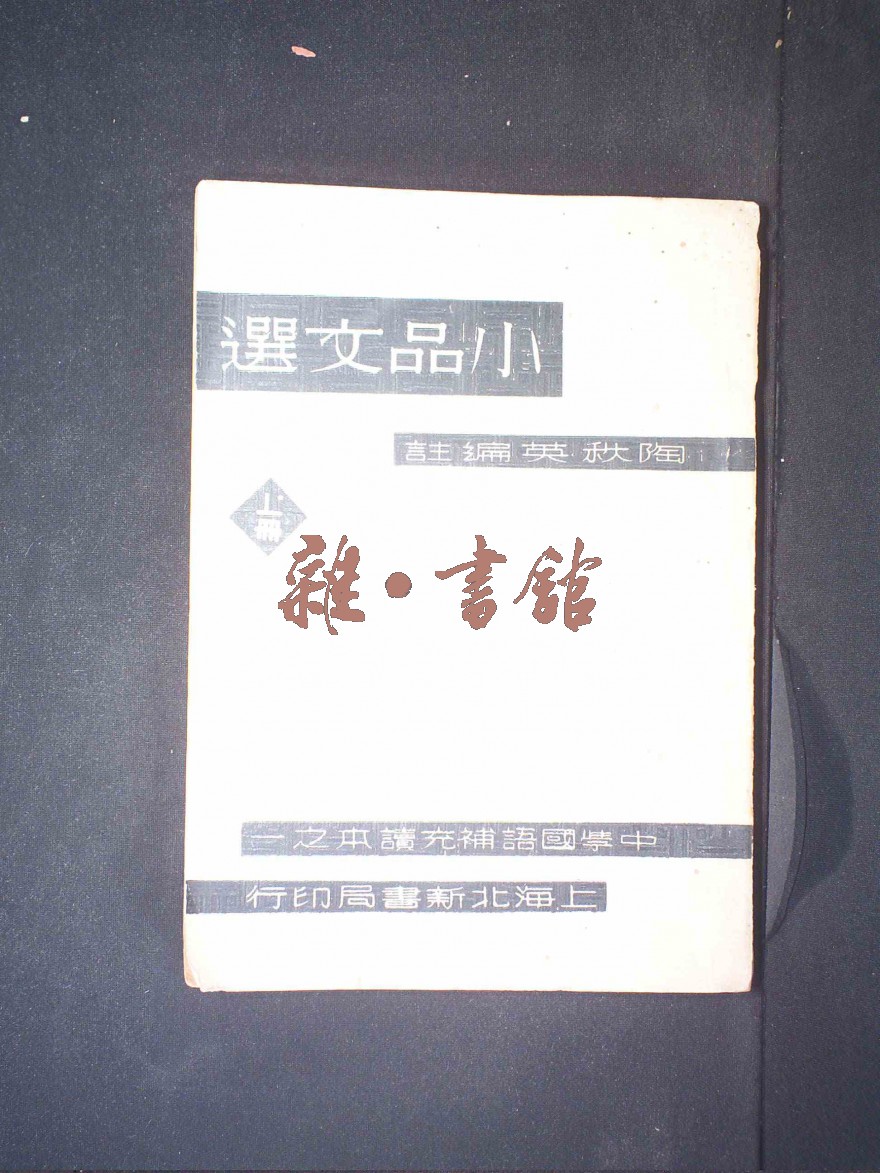 小品文選
陶秋英編註
上冊
雜·書館
中學國語補充讀本之一
上海北新書局印行